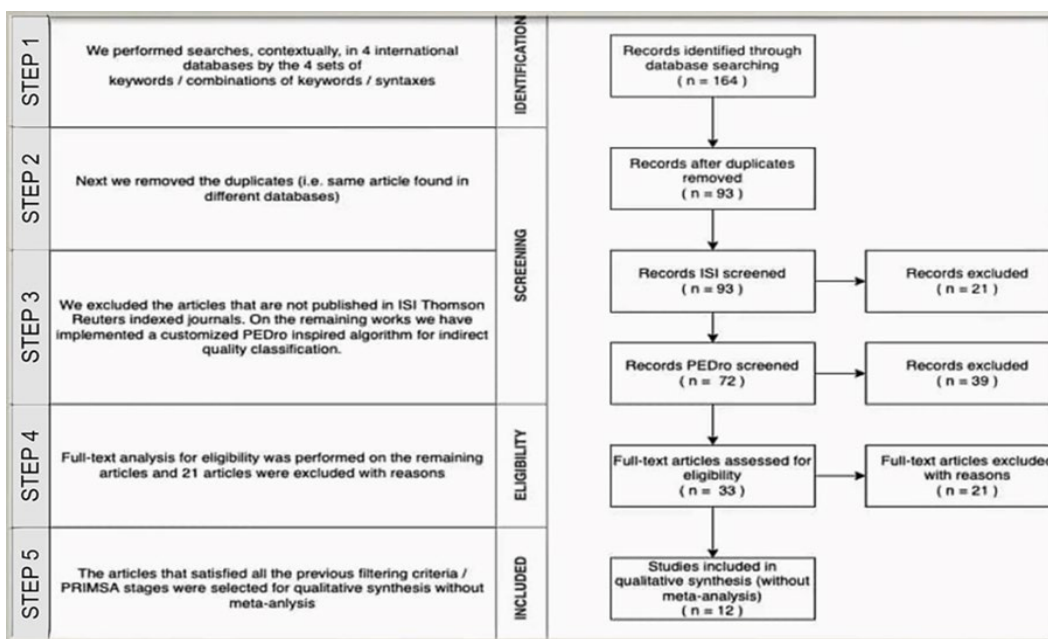 STEP 1
We performed searches, contextually, in 4 international
databases by the 4 sets of
keywords / combinations of keywords / syntaxes
IDENTIFICATION
Records identified through
database searching
( n = 164 )
STEP 2
Next we removed the duplicates (i.e. same article found in
different databases)
SCREENING
Records after duplicates
removed
( n = 93 )
STEP 3
We excluded the articles that are not published in ISI Thomson
Reuters indexed journals. On the remaining works we have
implemented a customized PEDro inspired algorithm for indirect
quality classification.
Records ISI screened
( n = 93 )
Records excluded
( n = 21 )
Records PEDro screened
( n = 72 )
Records excluded
( n = 39 )
STEP 4
Full-text analysis for eligibility was performed on the remaining
articles and 21 articles were excluded with reasons
ELIGIBILITY
Full-text articles assessed for
eligibility
( n = 33 )
Full-text articles excluded
with reasons
( n = 21 )
STEP 5
The articles that satisfied all the previous filtering criteria /
PRIMSA stages were selected for qualitative synthesis without
meta-anlysis
INCLUDED
Studies included in
qualitative synthesis (without
meta-analysis)
( n = 12 )